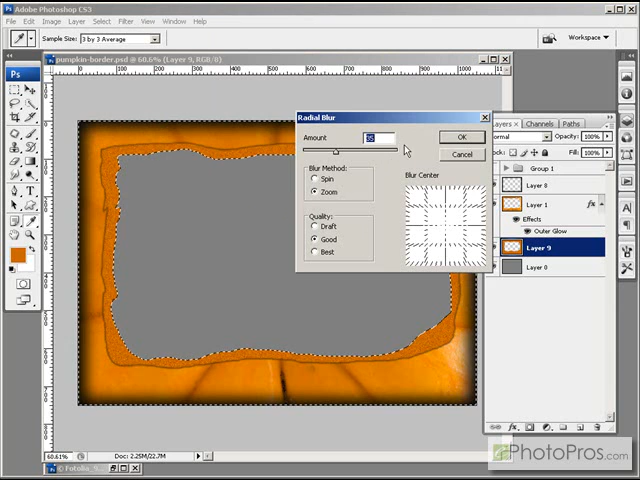 Adobe Photoshop CS3
File Edit Image Layer Select Filter Analysis View Window Help
Sample Size: 3 by 3 Average
Workspace
Ps
pumpkin-border.psd @ 60.6% (Layer 9, RGB/8)
Radial Blur
Amount
OK
Cancel
Blur Method:
Spin
Zoom
Blur Center
Quality:
Draft
Good
Best
Layers Channels Paths
Normal Opacity: 100%
Lock: Fill: 100%
Group 1
Layer 8
Layer 1 fx
Effects
Outer Glow
Layer 9
Layer 0
60.61% Doc: 2.25M/22.7M
PhotoPros.com